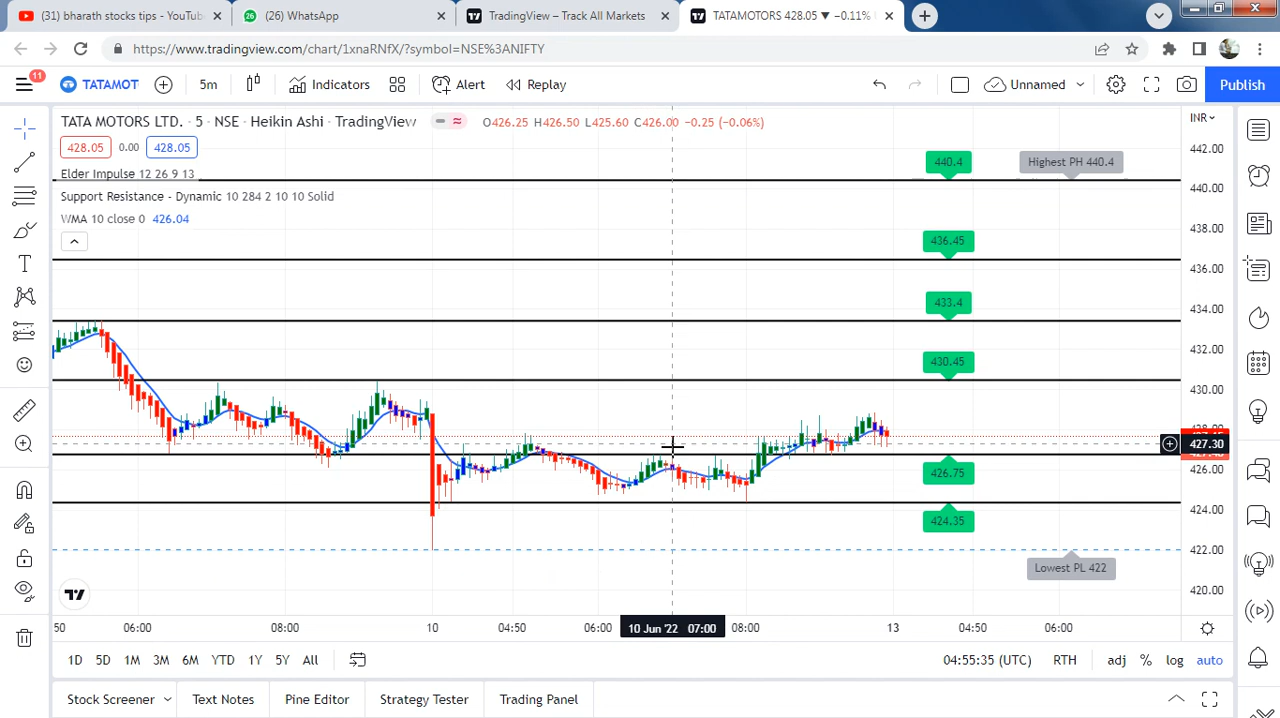 (31) bharath stocks tips - YouTub
(26) WhatsApp
TradingView – Track All Markets
TATAMOTORS 428.05 ▼ −0.11%
https://www.tradingview.com/chart/1xnaRNfX/?symbol=NSE%3ANIFTY
11
TATAMOT
5m
Indicators
Alert
Replay
Unnamed
Publish
TATA MOTORS LTD. · 5 · NSE · Heikin Ashi · TradingView
O426.25 H426.50 L425.60 C426.00 −0.25 (−0.06%)
INR
428.05 0.00 428.05
Elder Impulse 12 26 9 13
Support Resistance - Dynamic 10 284 2 10 10 Solid
WMA 10 close 0 426.04
440.4
Highest PH 440.4
436.45
433.4
430.45
426.75
424.35
Lowest PL 422
442.00
440.00
438.00
436.00
434.00
432.00
430.00
427.30
426.00
424.00
422.00
420.00
50 06:00 08:00 10 04:50 06:00 10 Jun '22 07:00 08:00 13 04:50 06:00
1D 5D 1M 3M 6M YTD 1Y 5Y All
04:55:35 (UTC) RTH adj % log auto
Stock Screener Text Notes Pine Editor Strategy Tester Trading Panel